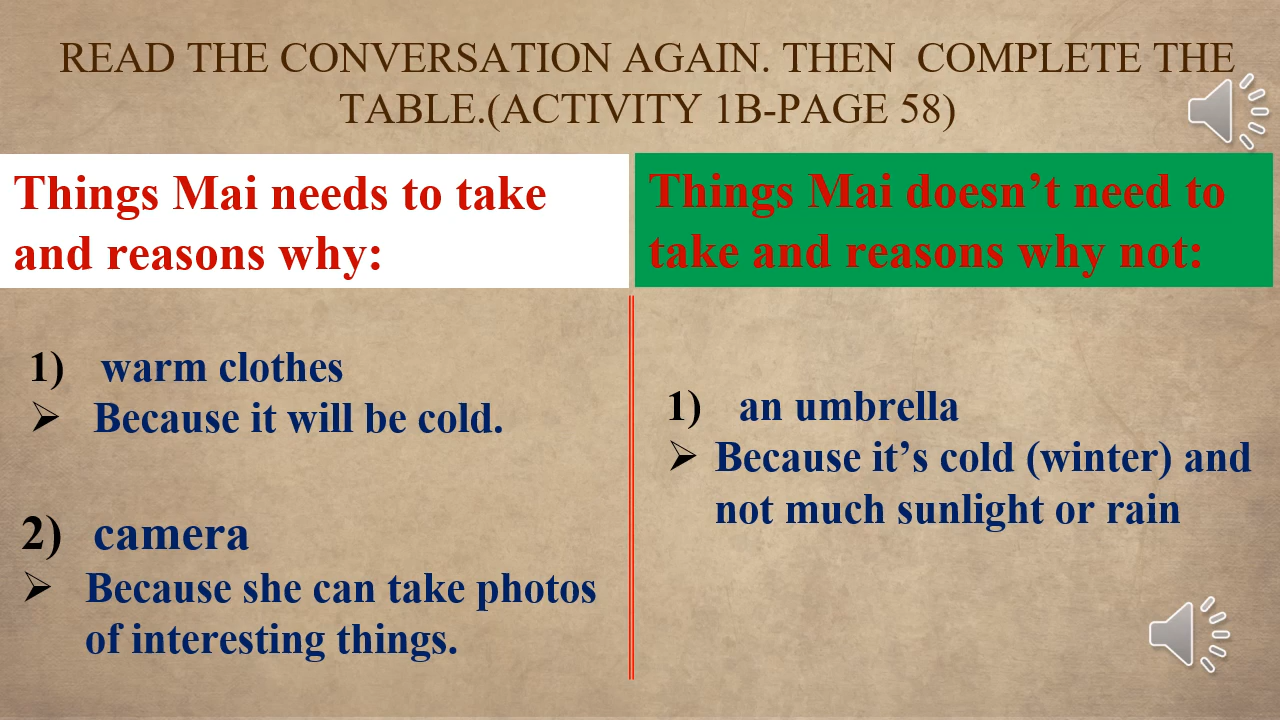 READ THE CONVERSATION AGAIN. THEN COMPLETE THE
TABLE.(ACTIVITY 1B-PAGE 58)
Things Mai needs to take
and reasons why:
1) warm clothes
➢ Because it will be cold.
2) camera
➢ Because she can take photos
of interesting things.
Things Mai doesn’t need to
take and reasons why not:
1) an umbrella
➢ Because it’s cold (winter) and
not much sunlight or rain